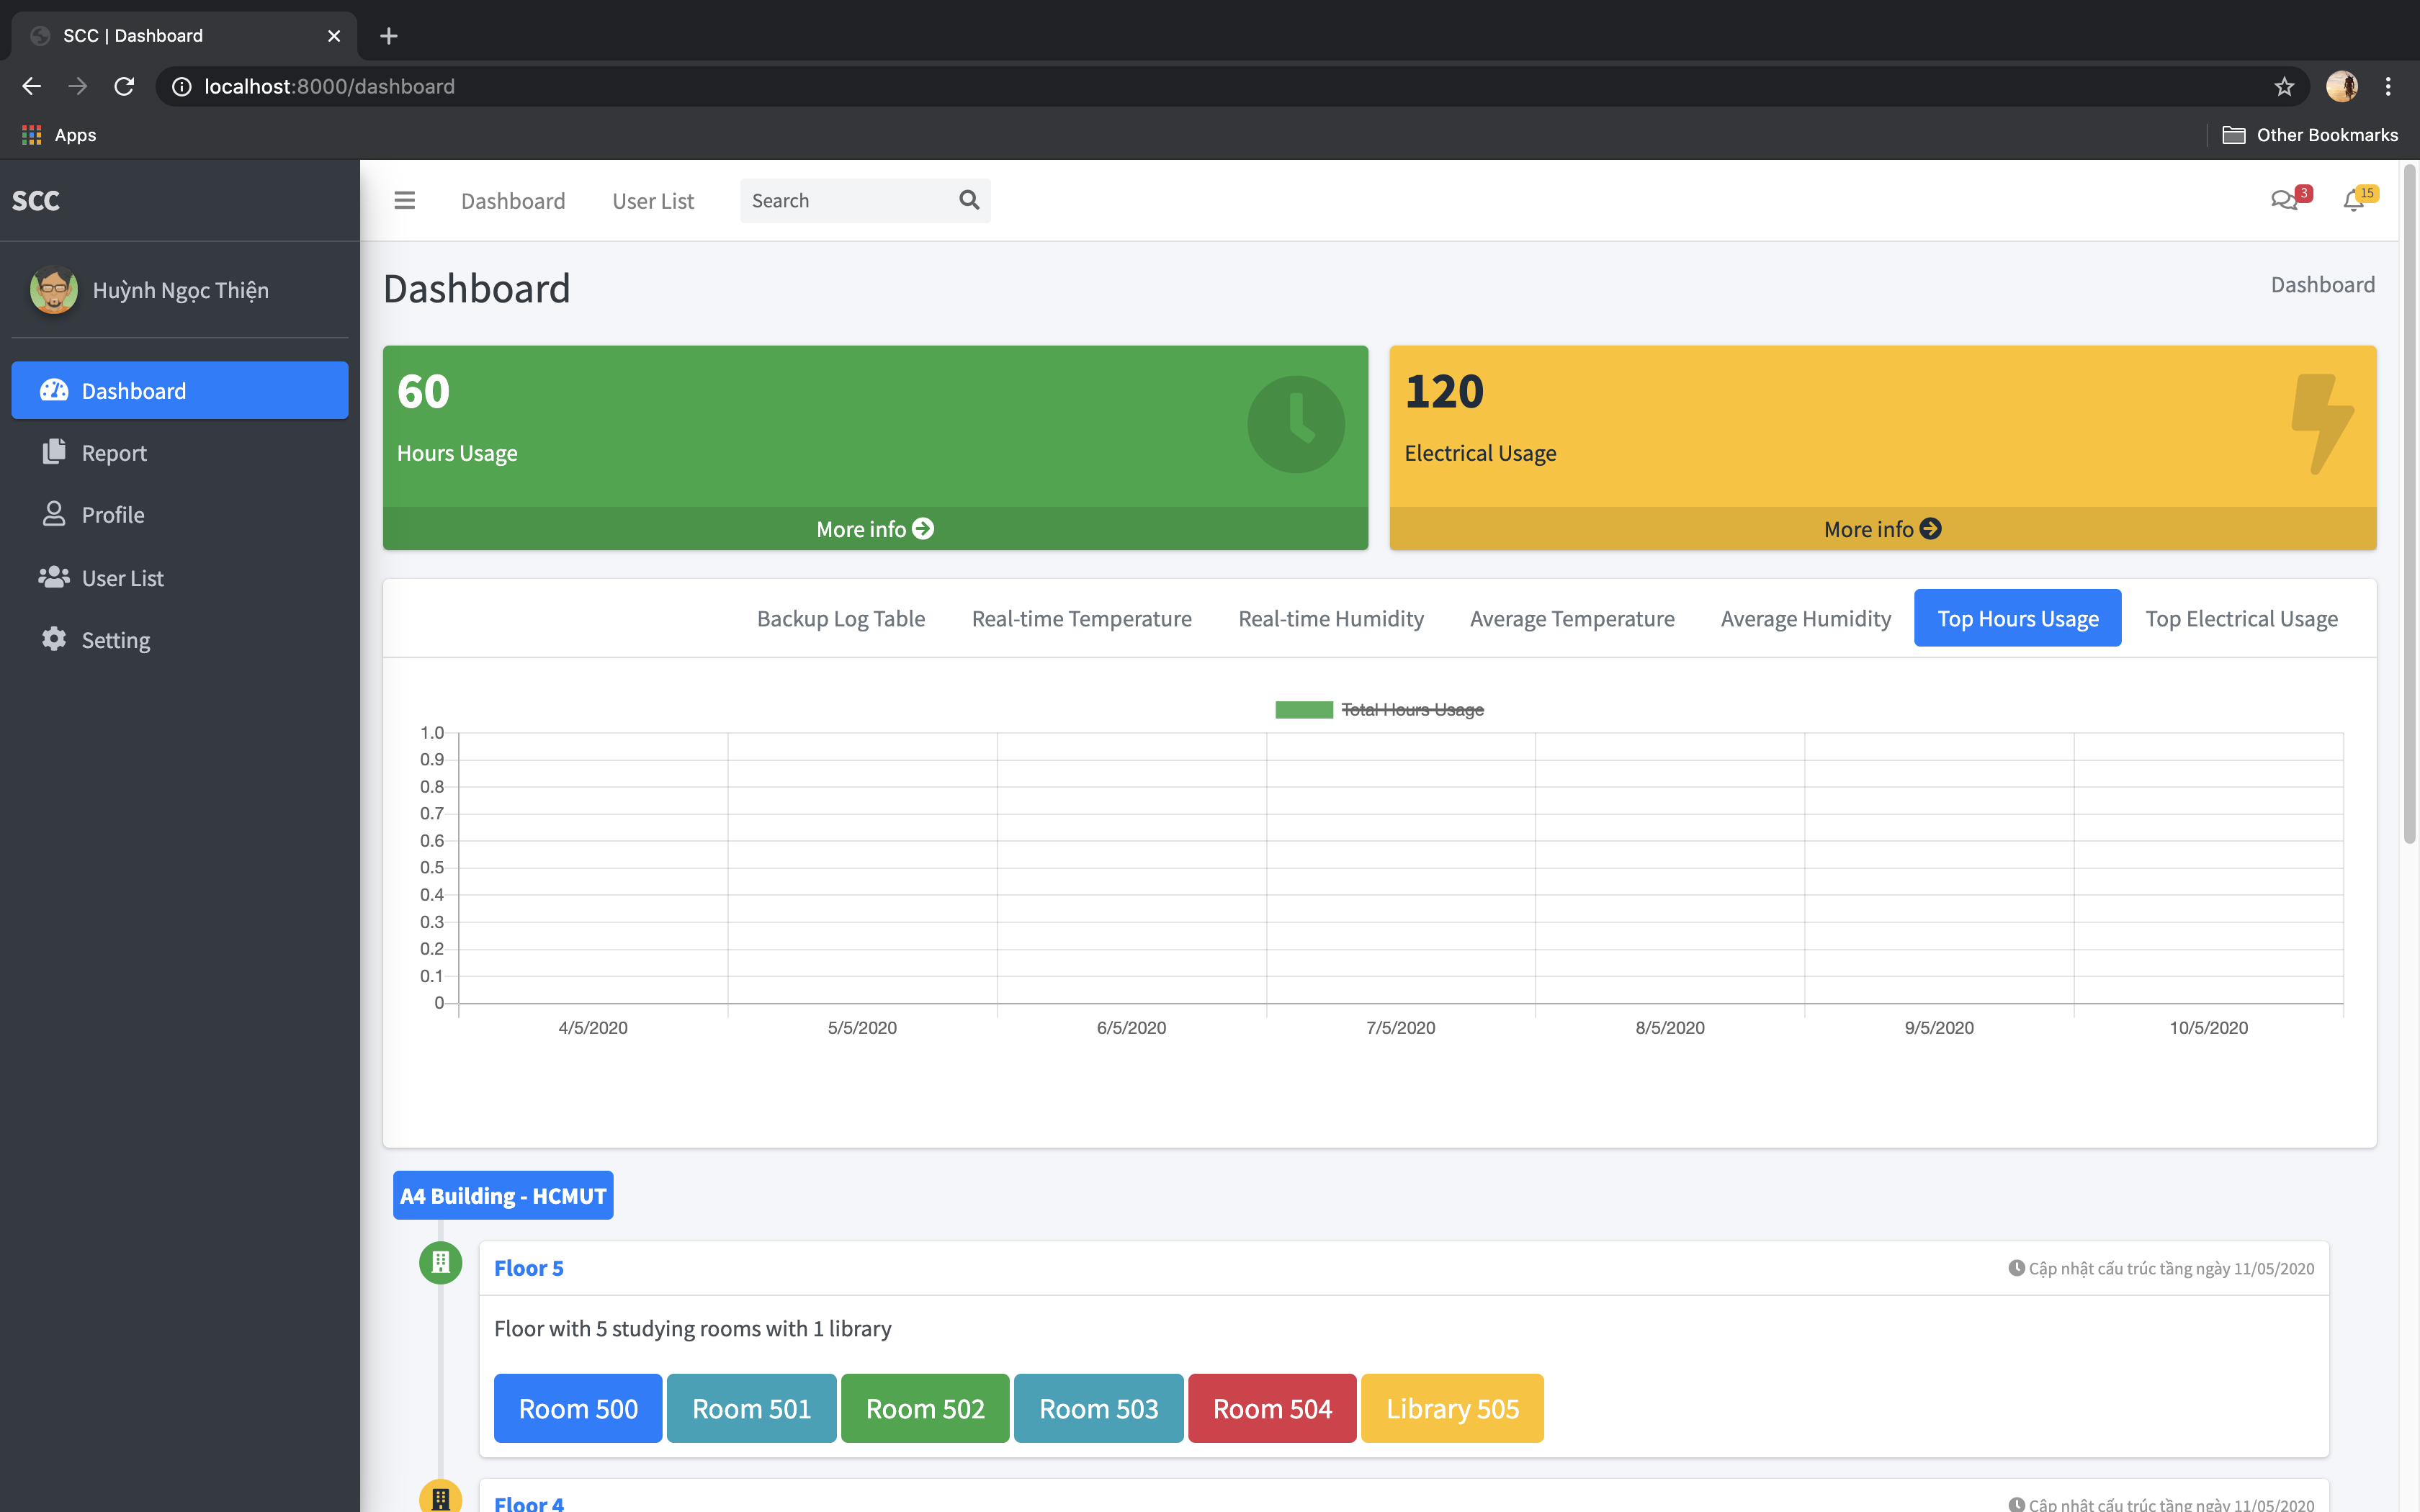 SCC | Dashboard
localhost:8000/dashboard
Apps
Other Bookmarks
SCC
Dashboard
User List
Search
3
15
Huỳnh Ngọc Thiện
Dashboard
Report
Profile
User List
Setting
Dashboard
Dashboard
60
Hours Usage
More info
120
Electrical Usage
More info
Backup Log Table
Real-time Temperature
Real-time Humidity
Average Temperature
Average Humidity
Top Hours Usage
Top Electrical Usage
Total Hours Usage
1.0
0.9
0.8
0.7
0.6
0.5
0.4
0.3
0.2
0.1
0
4/5/2020
5/5/2020
6/5/2020
7/5/2020
8/5/2020
9/5/2020
10/5/2020
A4 Building - HCMUT
Floor 5
Cập nhật cấu trúc tầng ngày 11/05/2020
Floor with 5 studying rooms with 1 library
Room 500
Room 501
Room 502
Room 503
Room 504
Library 505
Floor 4
Cập nhật cấu trúc tầng ngày 11/05/2020